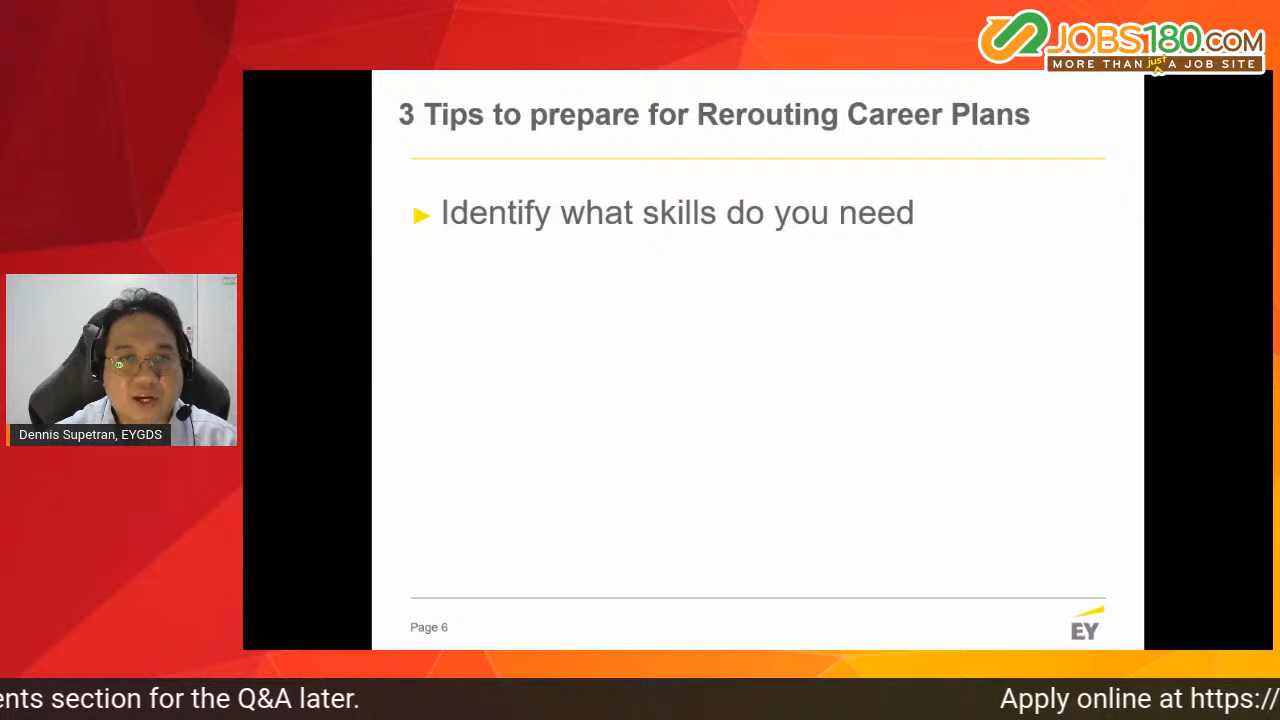 JOBS180.COM
MORE THAN just A JOB SITE
3 Tips to prepare for Rerouting Career Plans
► Identify what skills do you need
Dennis Supetran, EYGDS
Page 6
EY
ents section for the Q&A later.
Apply online at https://